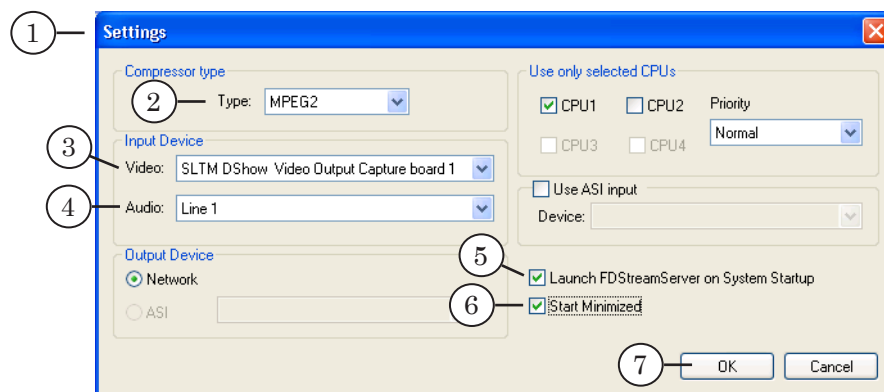 1 Settings
Compressor type
2 Type: MPEG2
Input Device
3 Video: SLTM DShow Video Output Capture board 1
4 Audio: Line 1
Output Device
Network
ASI
Use only selected CPUs
CPU1 CPU2 Priority
CPU3 CPU4 Normal
Use ASI input
Device:
5 Launch FDStreamServer on System Startup
6 Start Minimized
7 OK Cancel